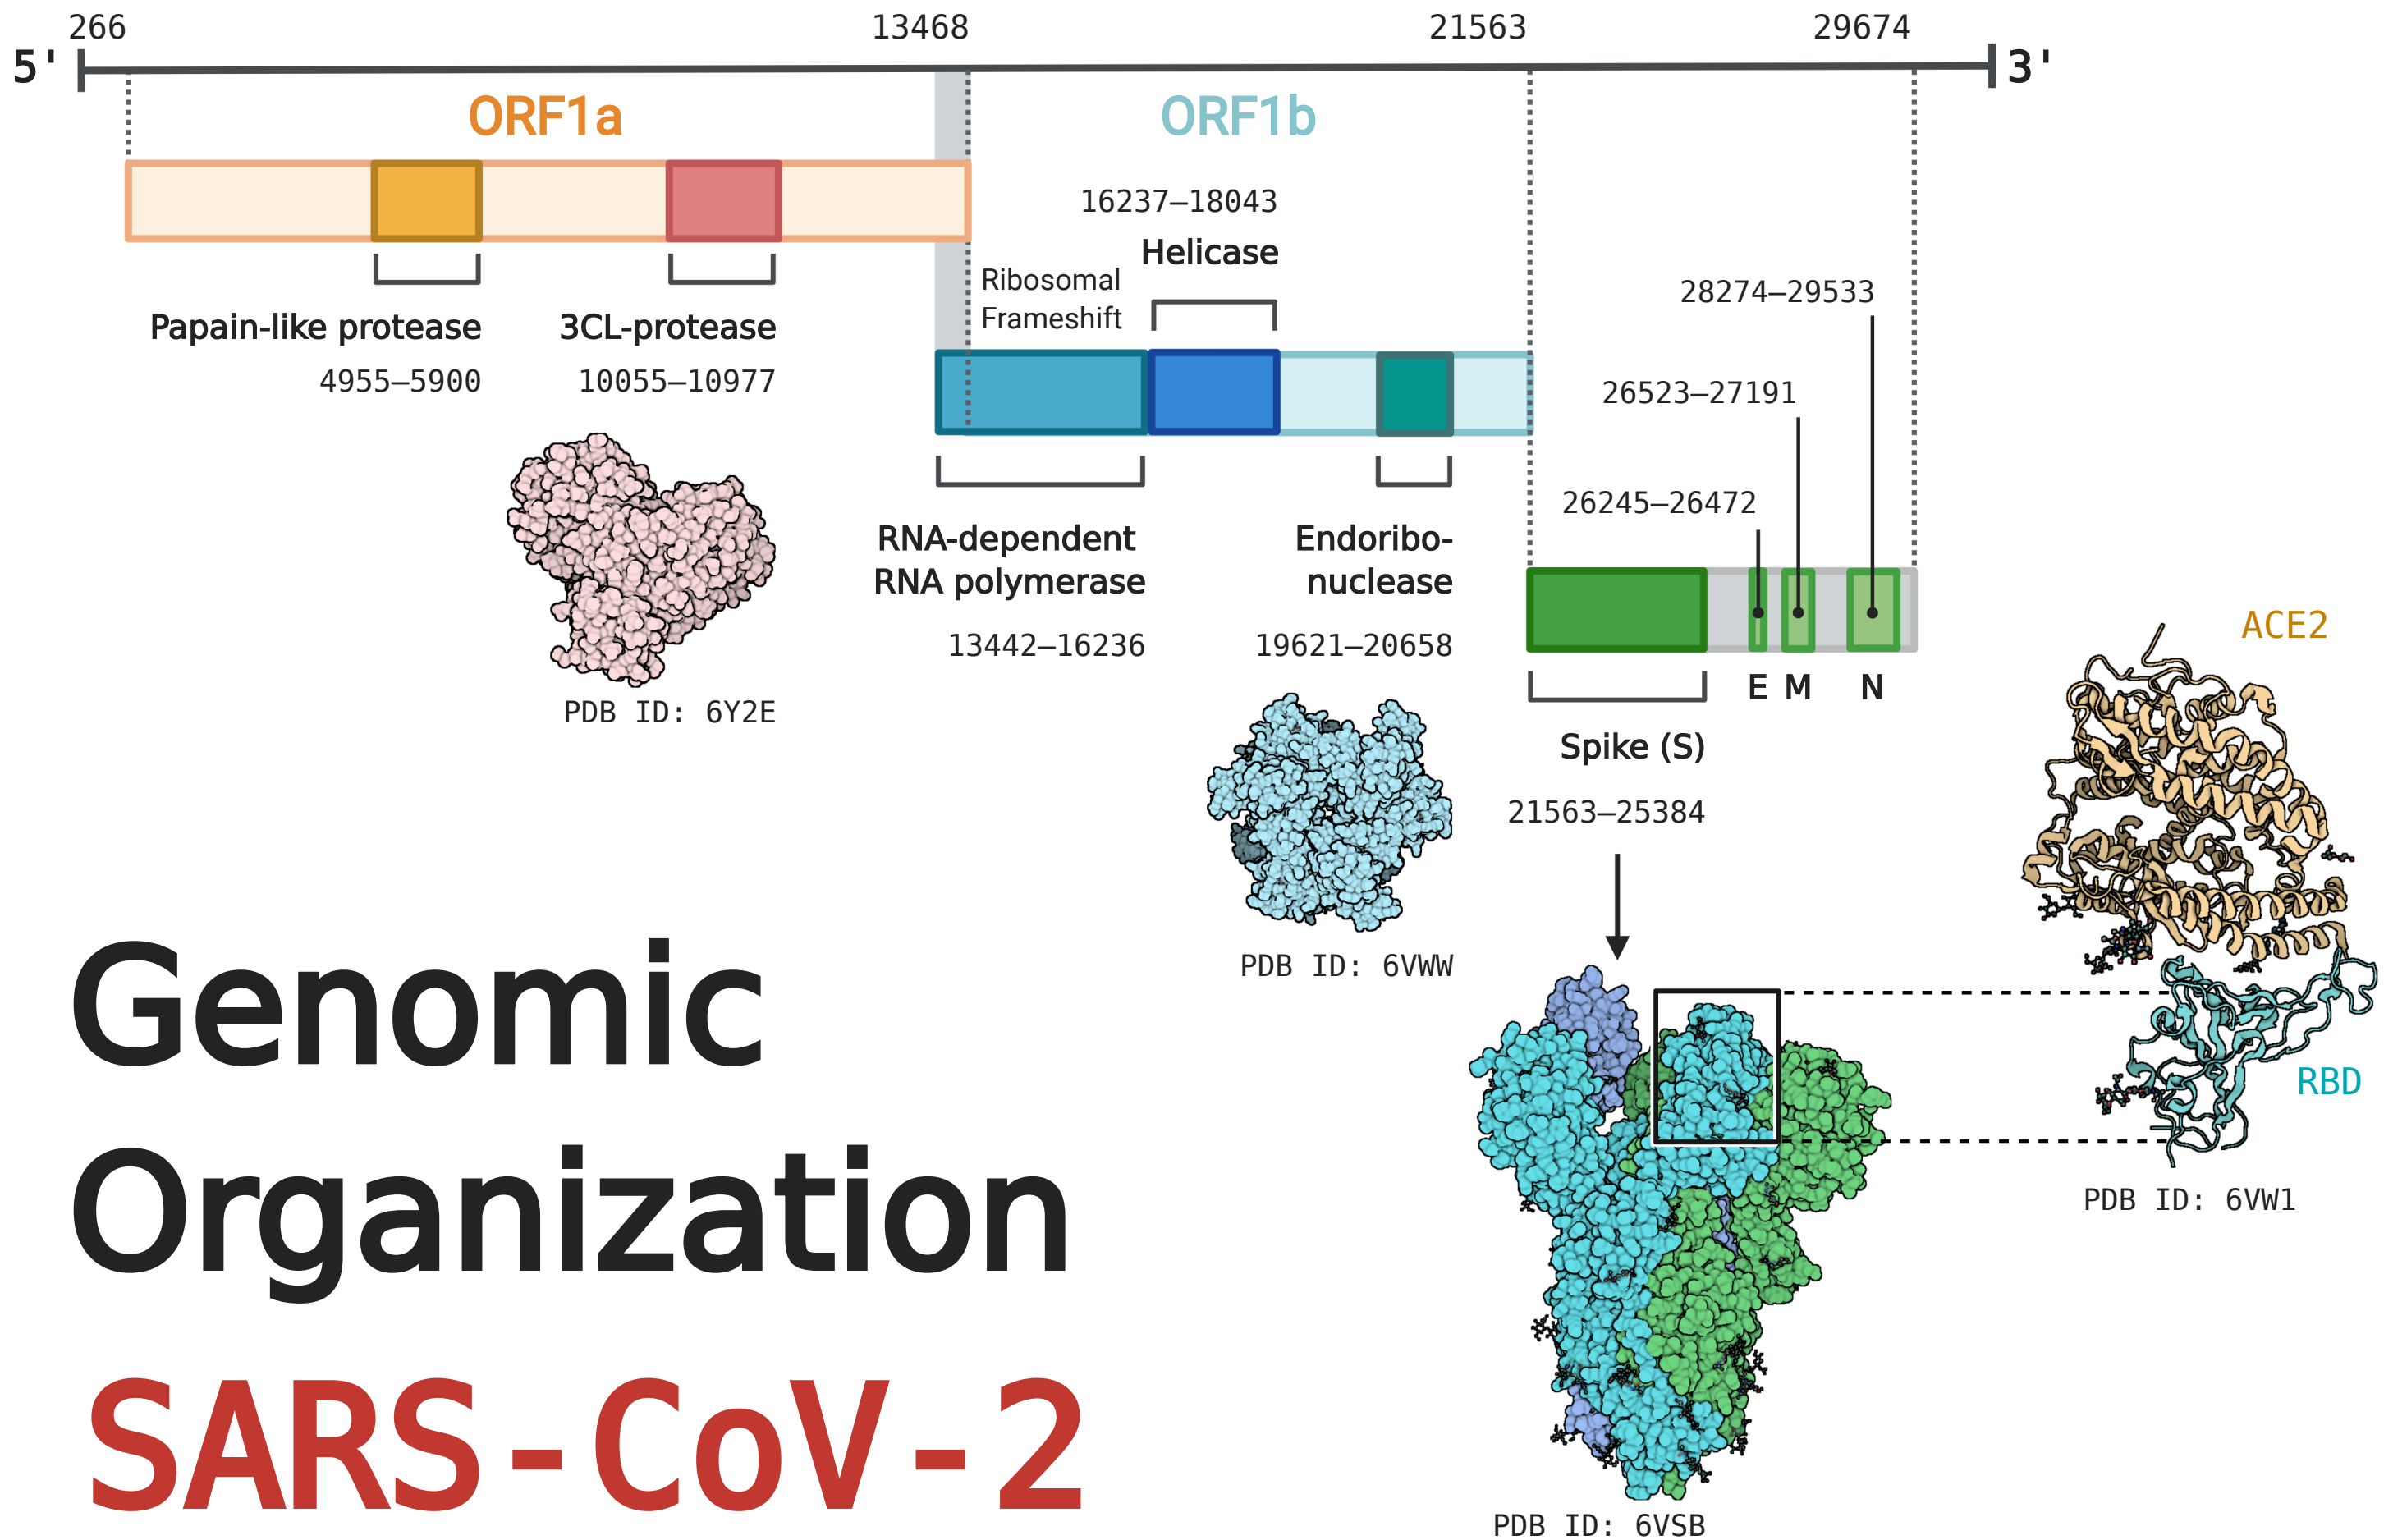 266
13468
21563
29674
5'
3'
ORF1a
ORF1b
16237–18043
Helicase
Ribosomal
Frameshift
28274–29533
Papain-like protease
4955–5900
3CL-protease
10055–10977
26523–27191
26245–26472
PDB ID: 6Y2E
RNA-dependent
RNA polymerase
13442–16236
Endoribo-
nuclease
19621–20658
E
M
N
Spike (S)
21563–25384
ACE2
PDB ID: 6VWW
RBD
PDB ID: 6VW1
PDB ID: 6VSB
Genomic
Organization
SARS-CoV-2